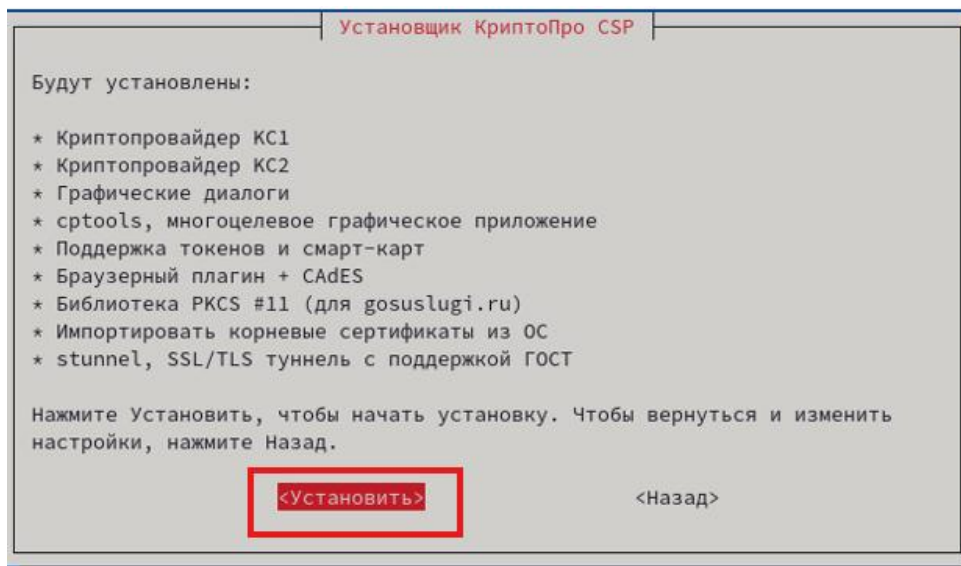 Установщик КриптоПро CSP
Будут установлены:
* Криптопровайдер КС1
* Криптопровайдер КС2
* Графические диалоги
* cptools, многоцелевое графическое приложение
* Поддержка токенов и смарт-карт
* Браузерный плагин + CAdES
* Библиотека PKCS #11 (для gosuslugi.ru)
* Импортировать корневые сертификаты из ОС
* stunnel, SSL/TLS туннель с поддержкой ГОСТ
Нажмите Установить, чтобы начать установку. Чтобы вернуться и изменить
настройки, нажмите Назад.
<Установить> <Назад>